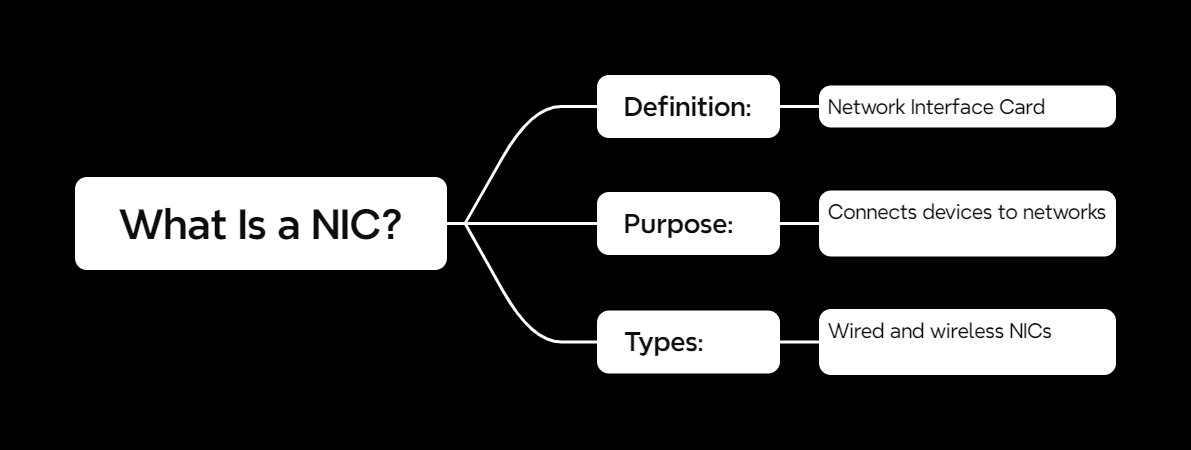 What Is a NIC?
Definition:
Network Interface Card
Purpose:
Connects devices to networks
Types:
Wired and wireless NICs